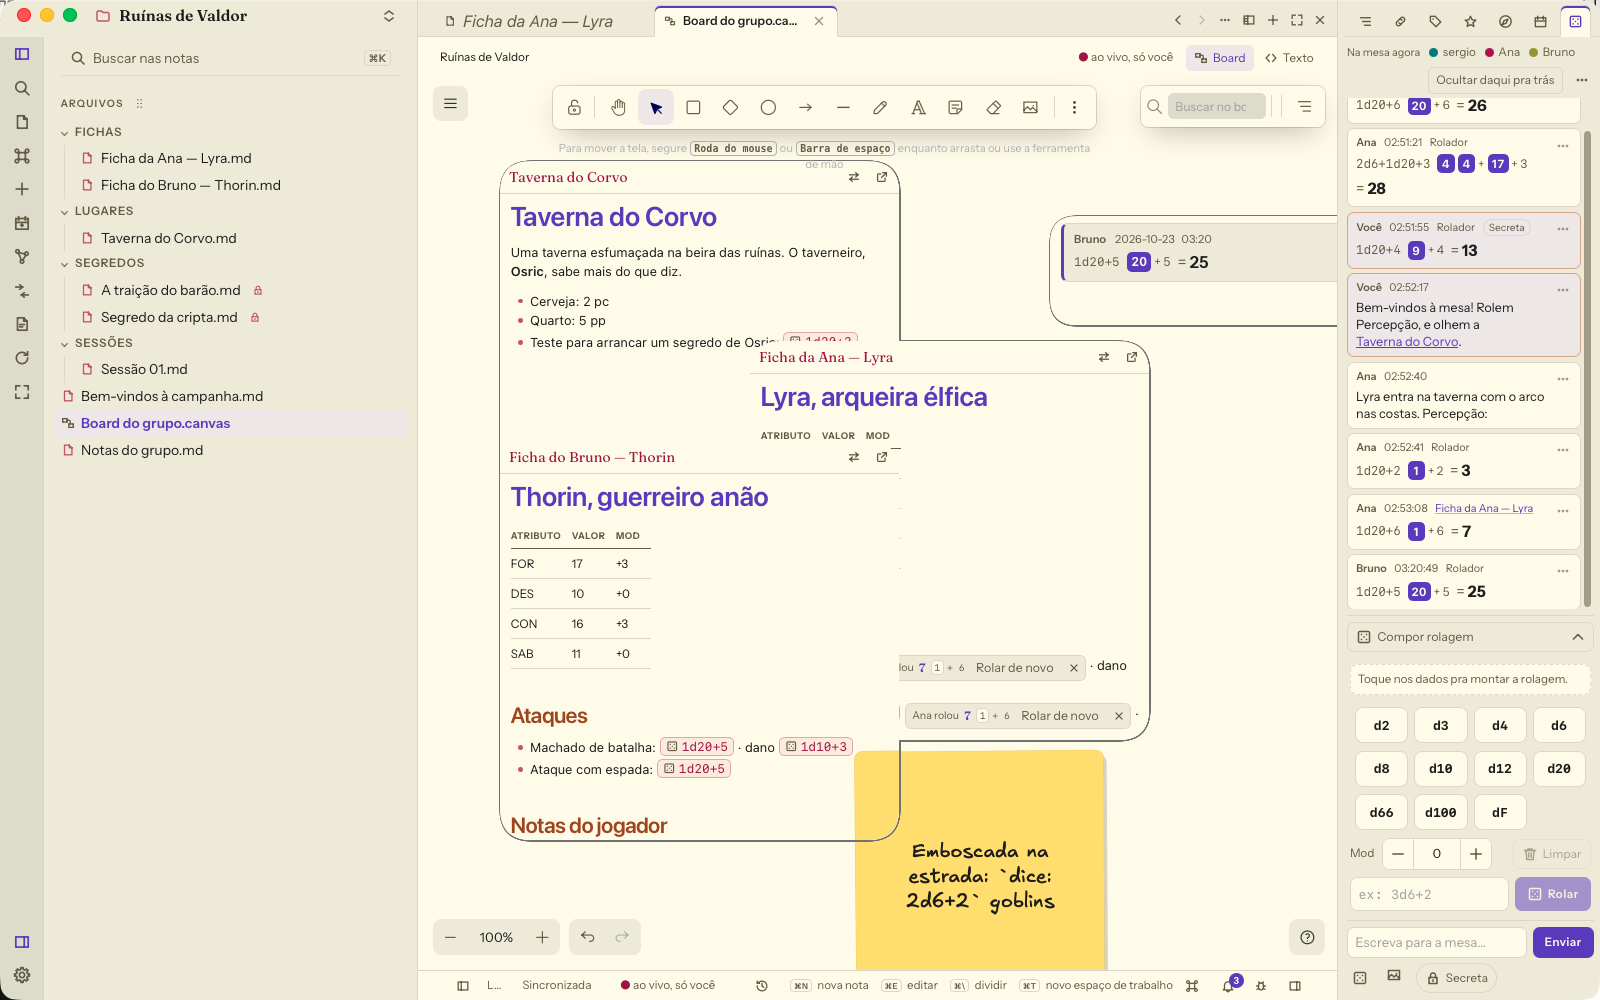 Ruínas de Valdor
Buscar nas notas
⌘K
ARQUIVOS
FICHAS
Ficha da Ana — Lyra.md
Ficha do Bruno — Thorin.md
LUGARES
Taverna do Corvo.md
SEGREDOS
A traição do barão.md
Segredo da cripta.md
SESSÕES
Sessão 01.md
Bem-vindos à campanha.md
Board do grupo.canvas
Notas do grupo.md
Ficha da Ana — Lyra
Board do grupo.ca...
Ruínas de Valdor
ao vivo, só você
Board
Texto
Buscar no bc
Para mover a tela, segure Roda do mouse ou Barra de espaço enquanto arrasta ou use a ferramenta
de mão
Taverna do Corvo
Taverna do Corvo
Uma taverna esfumaçada na beira das ruínas. O taverneiro,
Osric, sabe mais do que diz.
Cerveja: 2 pc
Quarto: 5 pp
Teste para arrancar um segredo de Osric: 1d20+3
Bruno 2026-10-23 03:20
1d20+5 20 + 5 = 25
Ficha da Ana — Lyra
Lyra, arqueira élfica
ATRIBUTO VALOR MOD
Ficha do Bruno — Thorin
Thorin, guerreiro anão
ATRIBUTO VALOR MOD
FOR 17 +3
DES 10 +0
CON 16 +3
SAB 11 +0
lou 7 1 + 6 Rolar de novo · dano
Ana rolou 7 1 + 6 Rolar de novo ·
Ataques
Machado de batalha: 1d20+5 · dano 1d10+3
Ataque com espada: 1d20+5
Notas do jogador
Emboscada na
estrada: `dice:
2d6+2` goblins
100%
L...
Sincronizada
ao vivo, só você
⌘N nova nota
⌘E editar
⌘\ dividir
⌘T novo espaço de trabalho
3
Na mesa agora sergio Ana Bruno
Ocultar daqui pra trás
1d20+6 20 + 6 = 26
Ana 02:51:21 Rolador
2d6+1d20+3 4 4 + 17 + 3
= 28
Você 02:51:55 Rolador Secreta
1d20+4 9 + 4 = 13
Você 02:52:17
Bem-vindos à mesa! Rolem
Percepção, e olhem a
Taverna do Corvo.
Ana 02:52:40
Lyra entra na taverna com o arco
nas costas. Percepção:
Ana 02:52:41 Rolador
1d20+2 1 + 2 = 3
Ana 02:53:08 Ficha da Ana — Lyra
1d20+6 1 + 6 = 7
Bruno 03:20:49 Rolador
1d20+5 20 + 5 = 25
Compor rolagem
Toque nos dados pra montar a rolagem.
d2 d3 d4 d6
d8 d10 d12 d20
d66 d100 dF
Mod — 0 +
Limpar
ex: 3d6+2
Rolar
Escreva para a mesa...
Enviar
Secreta